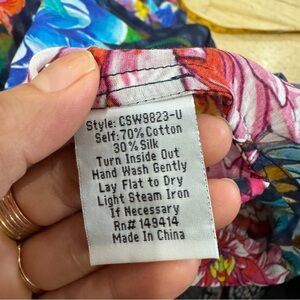 Style: CSW9823-U
Self: 70% Cotton
30% Silk
Turn Inside Out
Hand Wash Gently
Lay Flat to Dry
Light Steam Iron
If Necessary
Rn# 149414
Made In China